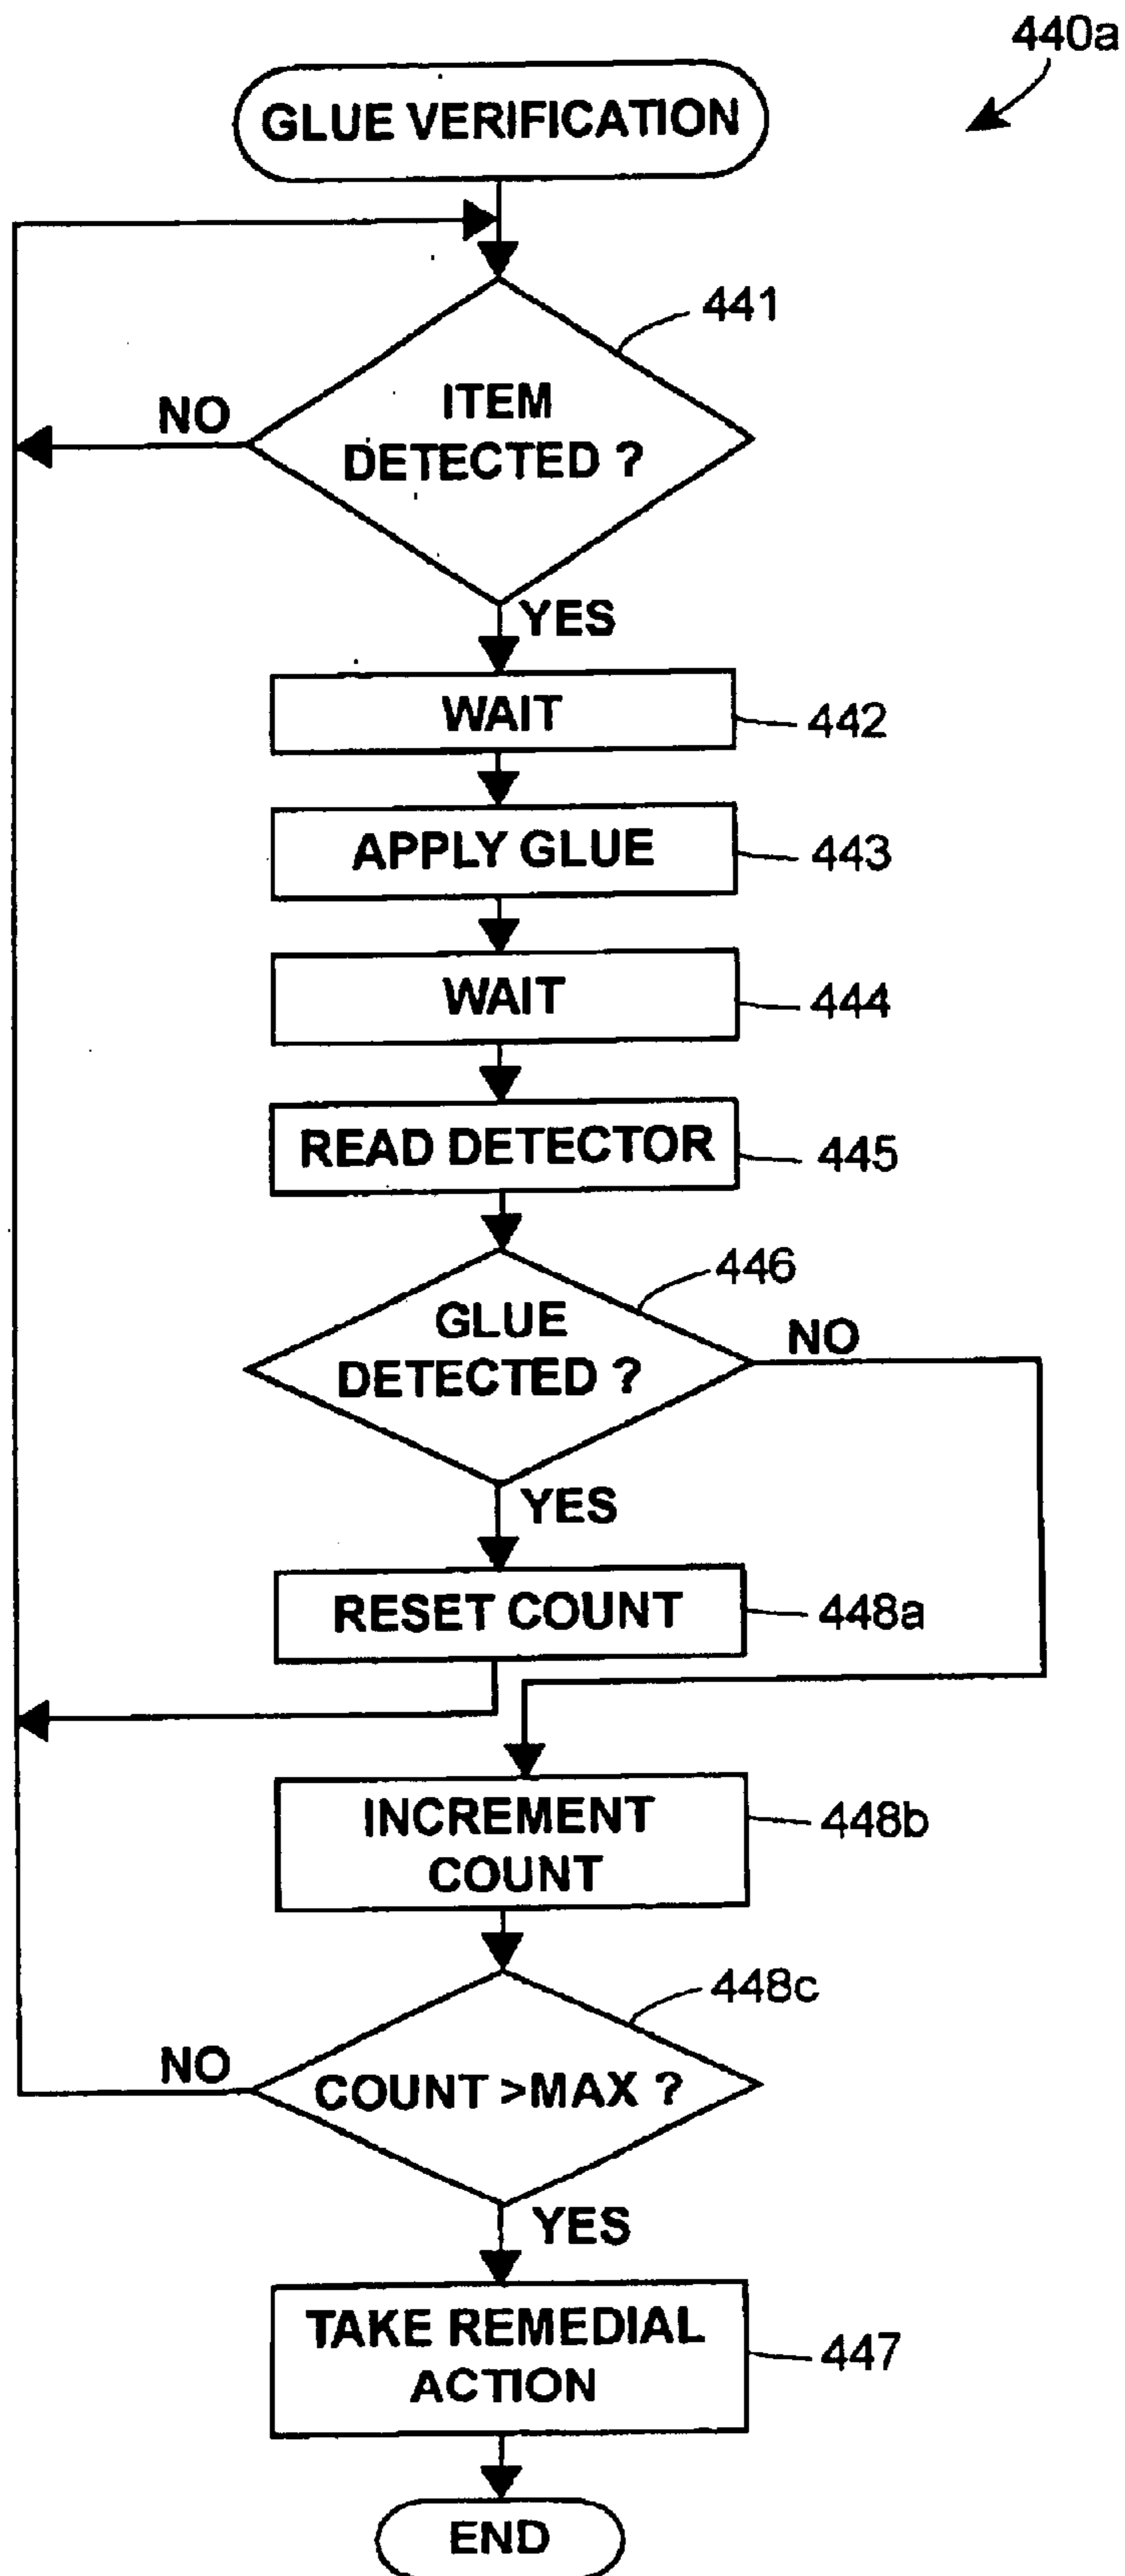 440a
GLUE VERIFICATION
441
ITEM
DETECTED ?
NO
YES
WAIT
442
APPLY GLUE
443
WAIT
444
READ DETECTOR
445
446
GLUE
DETECTED ?
NO
YES
RESET COUNT
448a
INCREMENT
COUNT
448b
448c
COUNT >MAX ?
NO
YES
TAKE REMEDIAL
ACTION
447
END